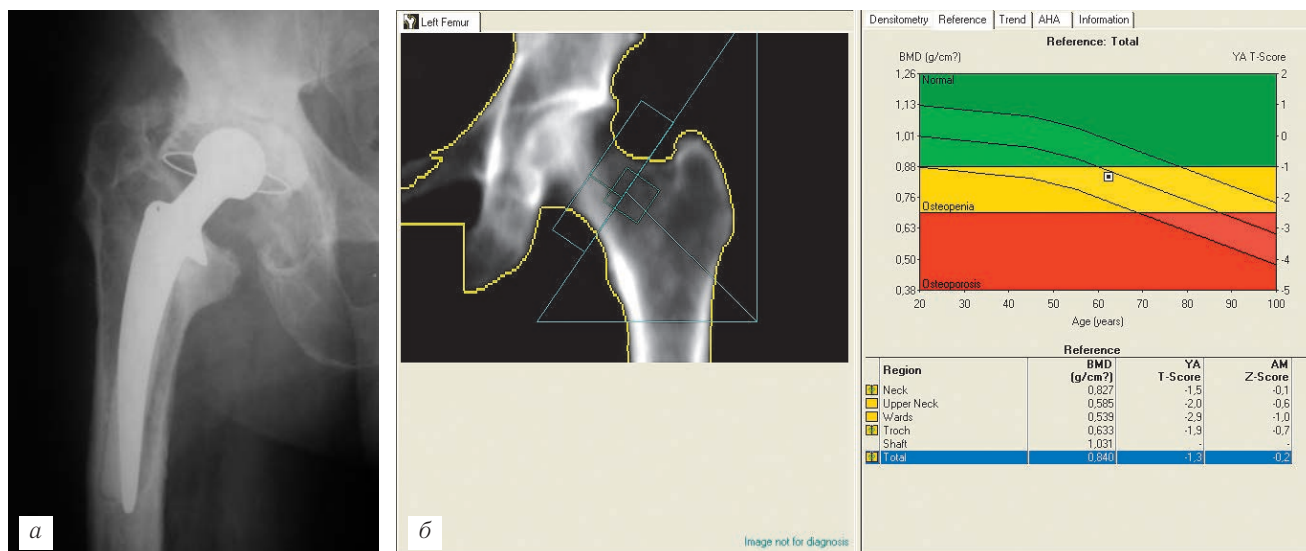 а
б
Left Femur
Image not for diagnosis
Densitometry Reference Trend AHA Information
Reference: Total
BMD (g/cm?) YA T-Score
1,26 2
Normal
1,13 1
1,01 0
0,88 -1
0,76 -2
Osteopenia
0,63 -3
0,50 -4
Osteoporosis
0,38 -5
20 30 40 50 60 70 80 90 100
Age (years)
Reference
Region BMD (g/cm?) YA T-Score AM Z-Score
Neck 0,827 -1,5 -0,1
Upper Neck 0,585 -2,0 -0,6
Wards 0,539 -2,9 -1,0
Troch 0,633 -1,9 -0,7
Shaft 1,031 - -
Total 0,840 -1,3 -0,2